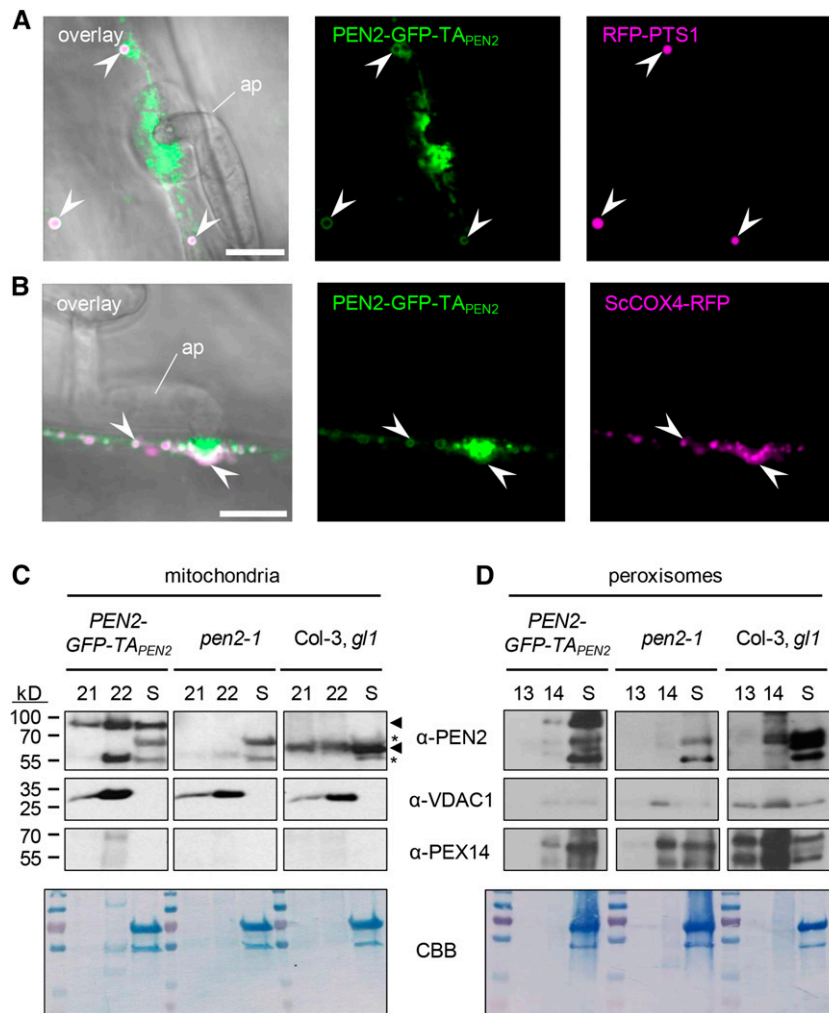 A
overlay
ap
PEN2-GFP-TAPEN2
RFP-PTS1
B
overlay
ap
PEN2-GFP-TAPEN2
ScCOX4-RFP
C
mitochondria
PEN2-
GFP-TAPEN2
pen2-1
Col-3, gl1
kD
21 22 S
21 22 S
21 22 S
100
70
55
*
*
35
25
70
55
D
peroxisomes
PEN2-
GFP-TAPEN2
pen2-1
Col-3, gl1
13 14 S
13 14 S
13 14 S
α-PEN2
α-VDAC1
α-PEX14
CBB